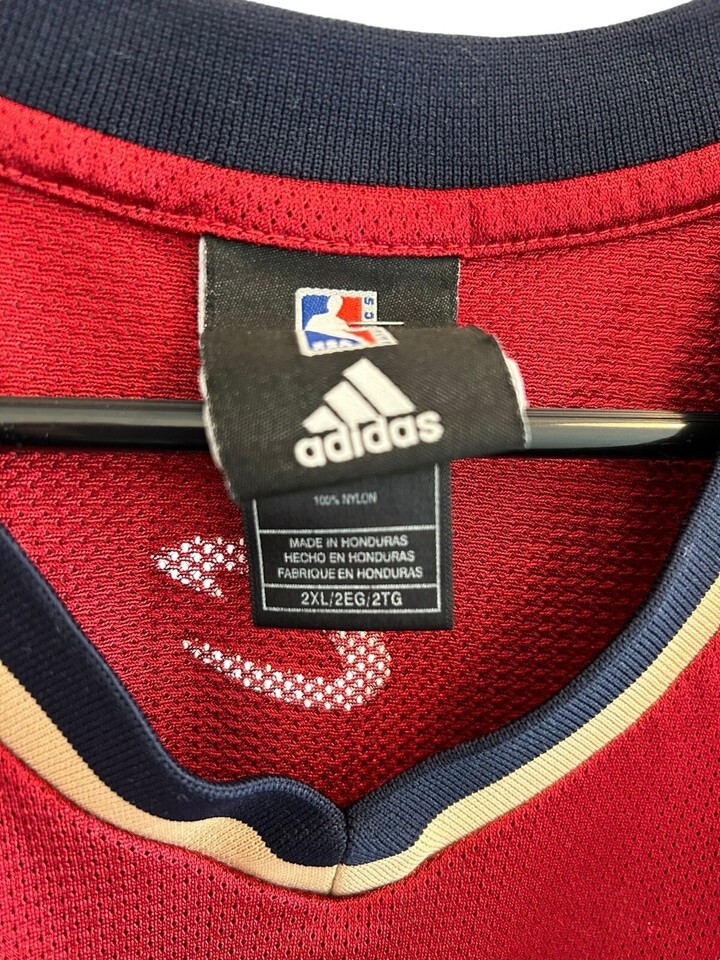 adidas
100% NYLON
MADE IN HONDURAS
HECHO EN HONDURAS
FABRIQUE EN HONDURAS
2XL/2EG/2TG